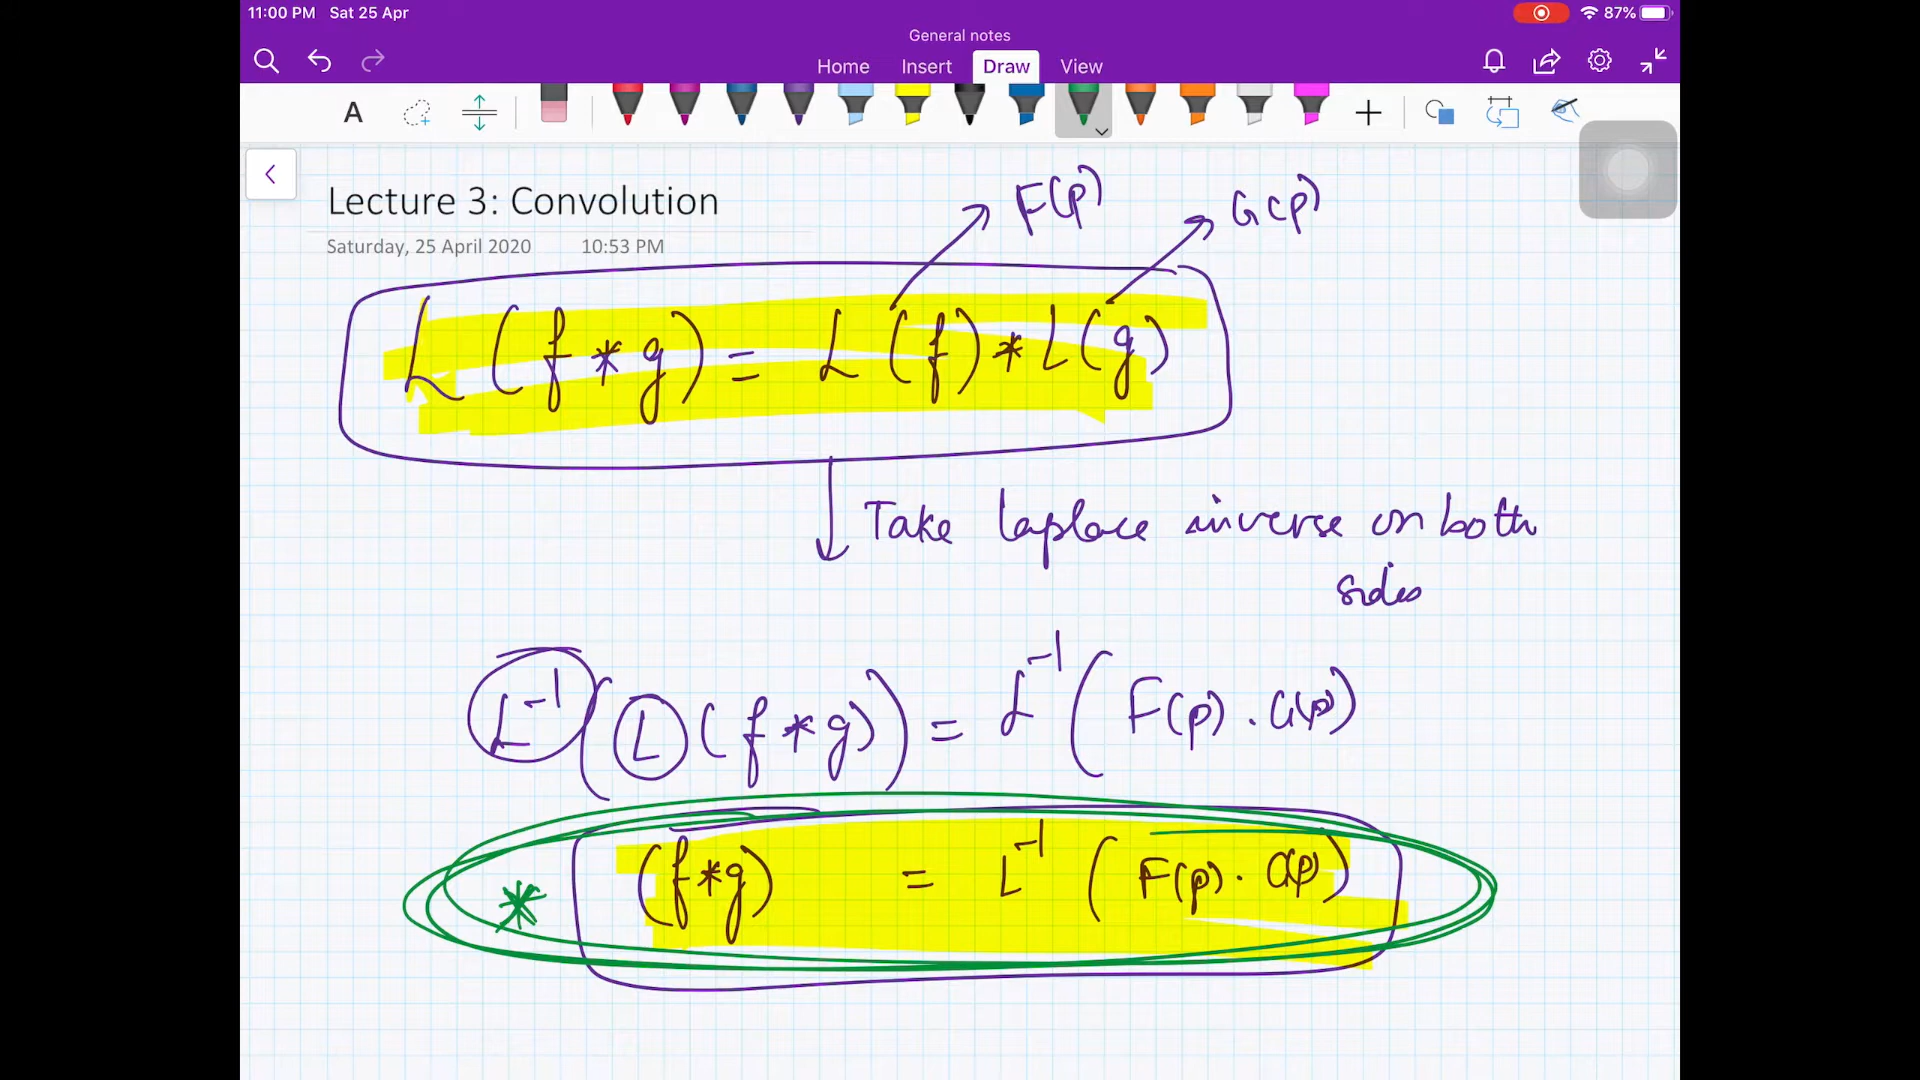 11:00 PM Sat 25 Apr 87%
General notes
Home Insert Draw View
A
Lecture 3: Convolution
Saturday, 25 April 2020 10:53 PM
F(p) G(p)
L (f * g) = L (f) * L(g)
Take laplace inverse on both
sides
L⁻¹ (L (f * g)) = L⁻¹ (F(p) . G(p)
* (f*g) = L⁻¹ (F(p) . G(p))